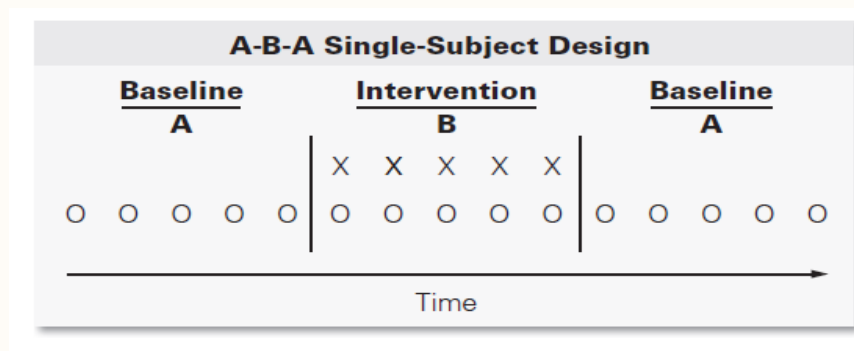 A-B-A Single-Subject Design
Baseline Intervention Baseline
A B A
X X X X X
O O O O O O O O O O O O O O O
Time